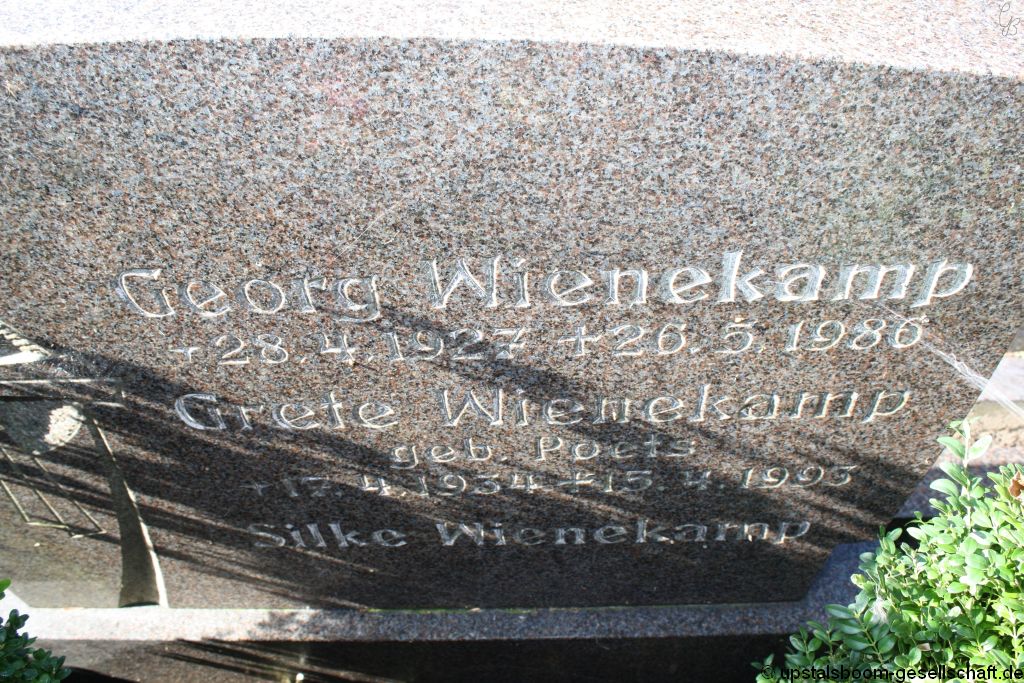 Georg Wienekamp
+ 28.4.1927 + 26.5.1986
Grete Wienekamp
geb. Poets
+ 17.4.1934 + 15.4.1993
Silke Wienekamp
© upstalsboom-gesellschaft.de